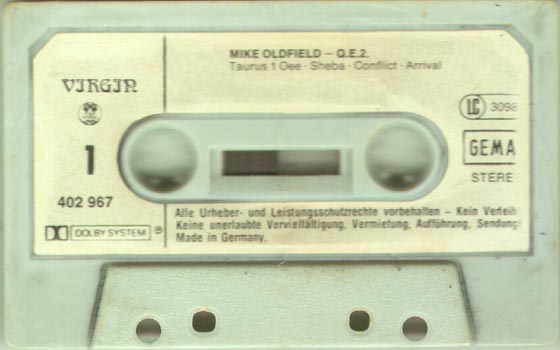 MIKE OLDFIELD – Q.E.2.
Taurus 1 Oee · Sheba · Conflict · Arrival
VIRGIN
LC 3098
1
GEMA
STERE
402 967
DOLBY SYSTEM ®
Alle Urheber- und Leistungsschutzrechte vorbehalten – Kein Verleih
Keine unerlaubte Vervielfältigung, Vermietung, Aufführung, Sendung
Made in Germany.